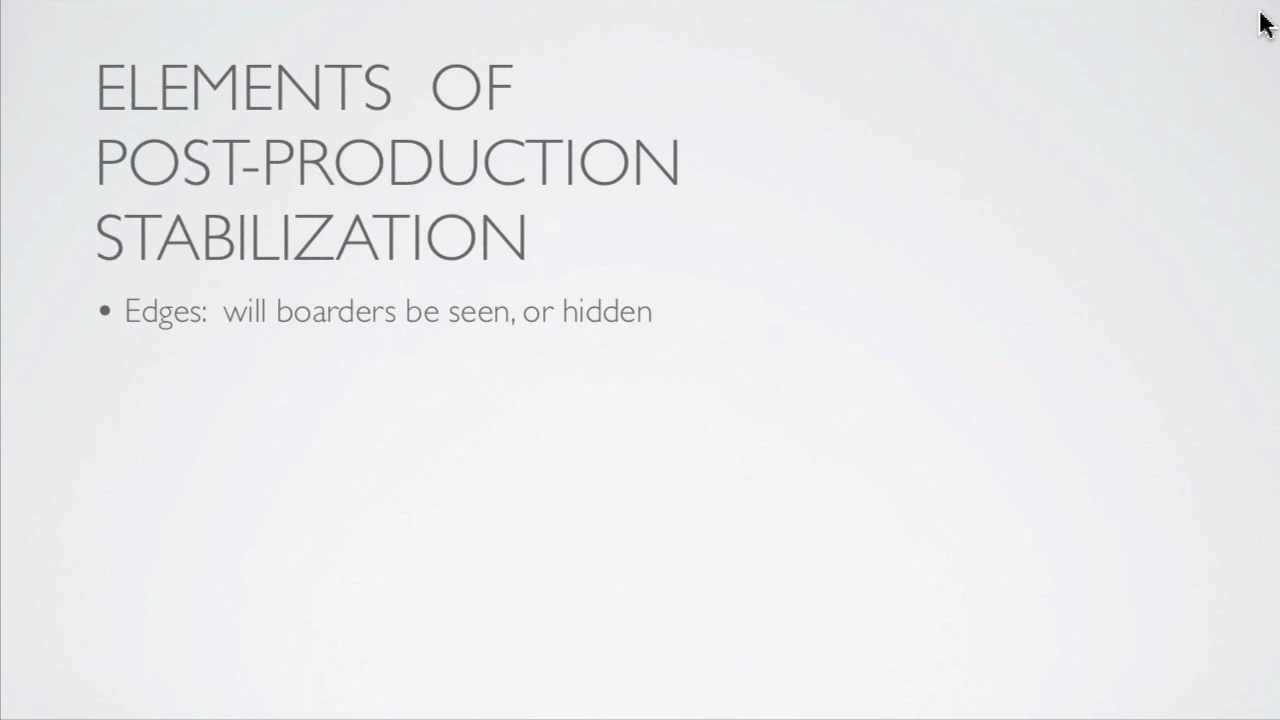 ELEMENTS OF
POST-PRODUCTION
STABILIZATION
• Edges: will boarders be seen, or hidden